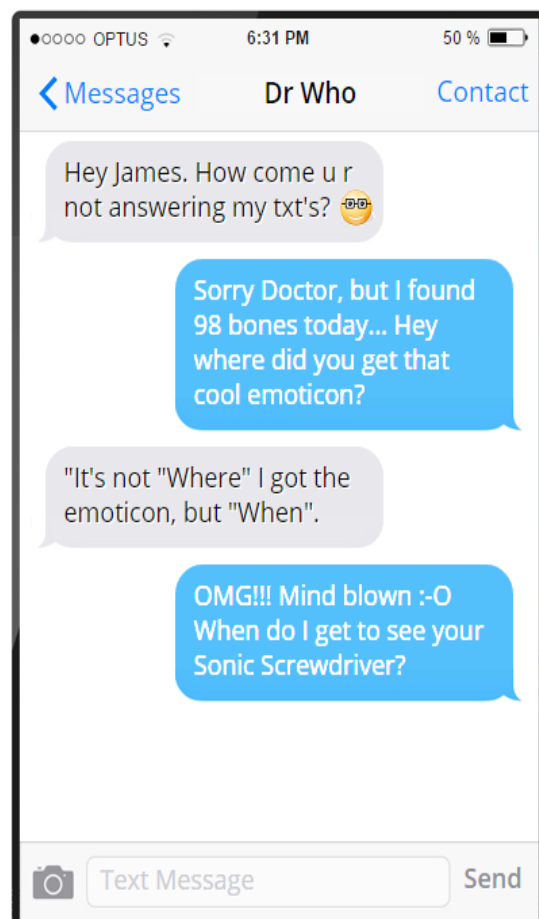 OPTUS 6:31 PM 50 %
Messages Dr Who Contact
Hey James. How come u r
not answering my txt's?
Sorry Doctor, but I found
98 bones today... Hey
where did you get that
cool emoticon?
"It's not "Where" I got the
emoticon, but "When".
OMG!!! Mind blown :-O
When do I get to see your
Sonic Screwdriver?
Text Message Send